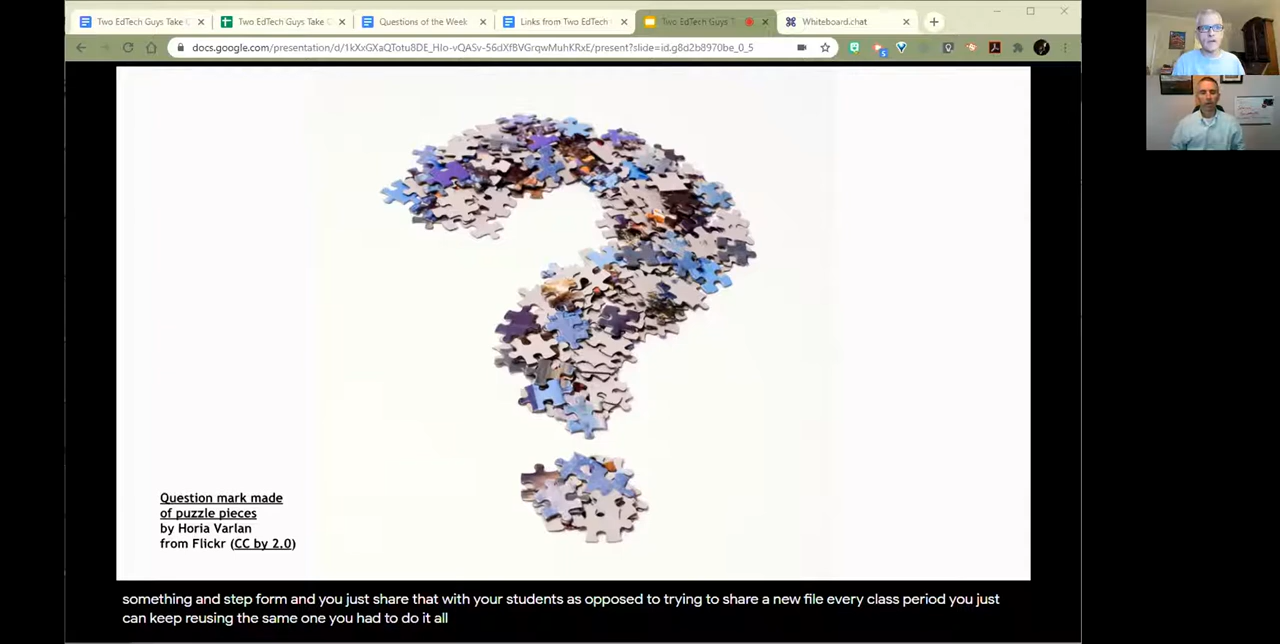 Two EdTech Guys Take
Two EdTech Guys Take
Questions of the Week
Links from Two EdTech
Two EdTech Guys T
Whiteboard.chat
docs.google.com/presentation/d/1kXxGXaQTotu8DE_HIo-vQASv-56dXfBVGrqwMuhKRxE/present?slide=id.g8d2b8970be_0_5
Question mark made
of puzzle pieces
by Horia Varlan
from Flickr (CC by 2.0)
something and step form and you just share that with your students as opposed to trying to share a new file every class period you just
can keep reusing the same one you had to do it all